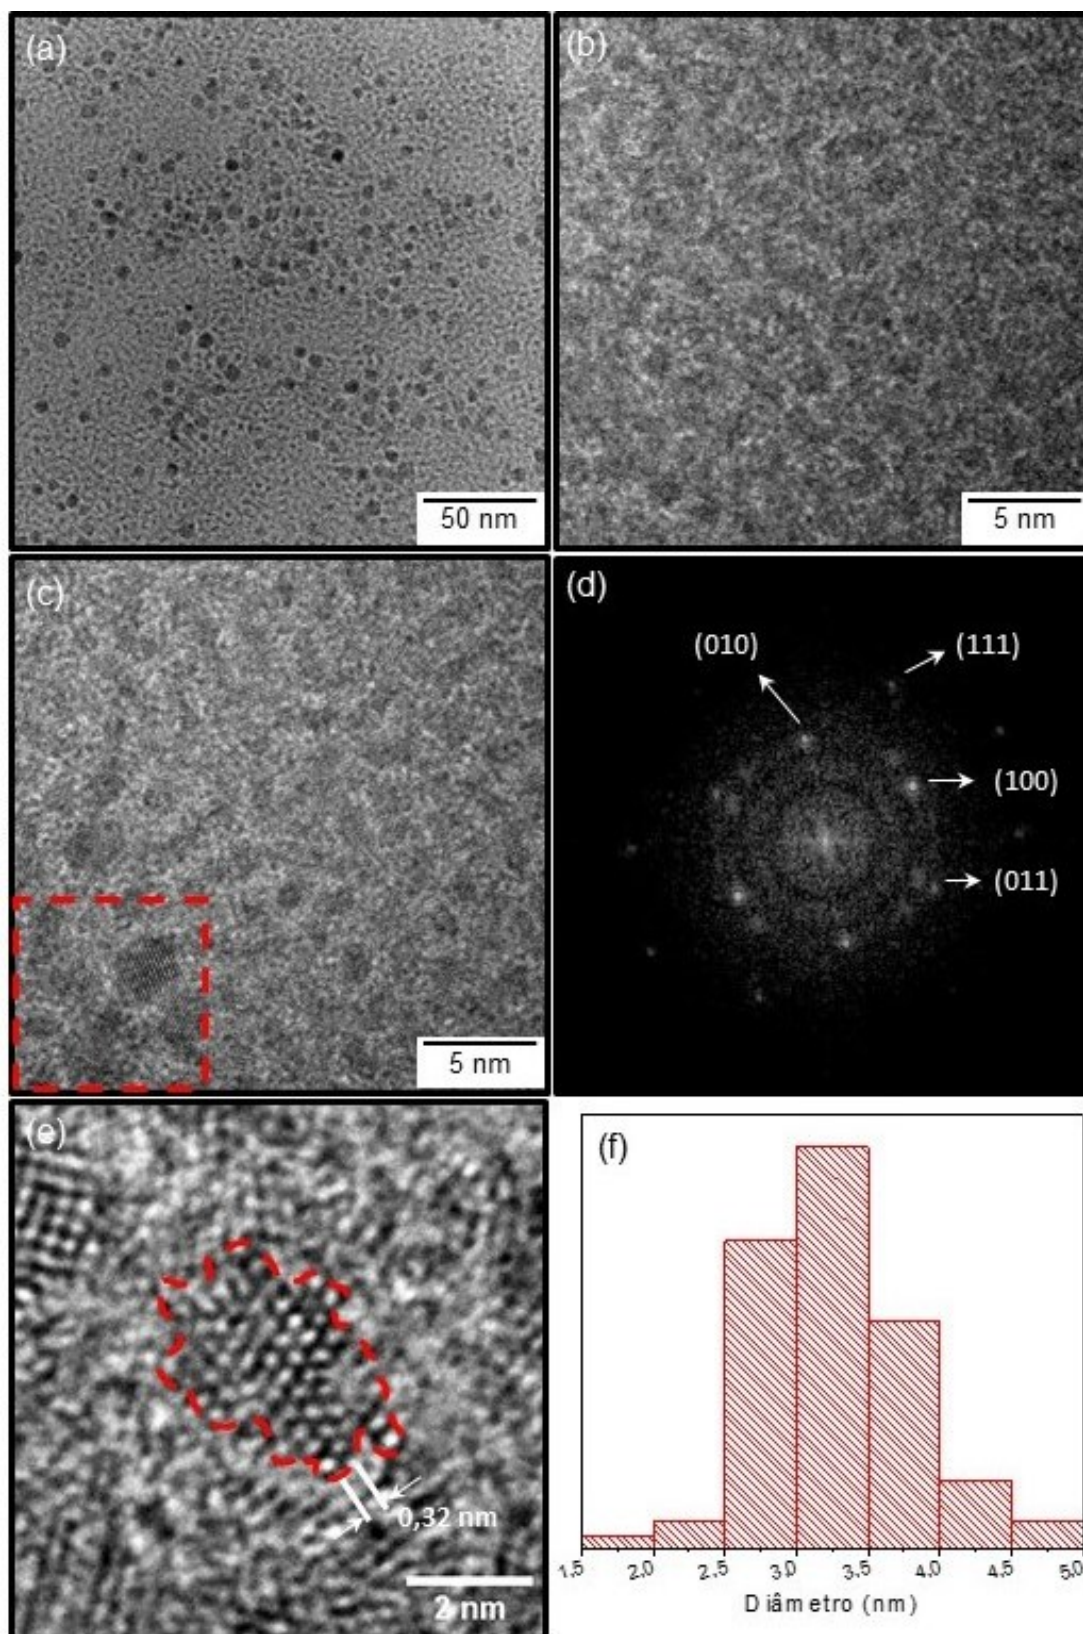 (a)
50 nm
(b)
5 nm
(c)
5 nm
(d)
(010)
(111)
(100)
(011)
(e)
0,32 nm
2 nm
(f)
1,5 2,0 2,5 3,0 3,5 4,0 4,5 5,0
Diâmetro (nm)